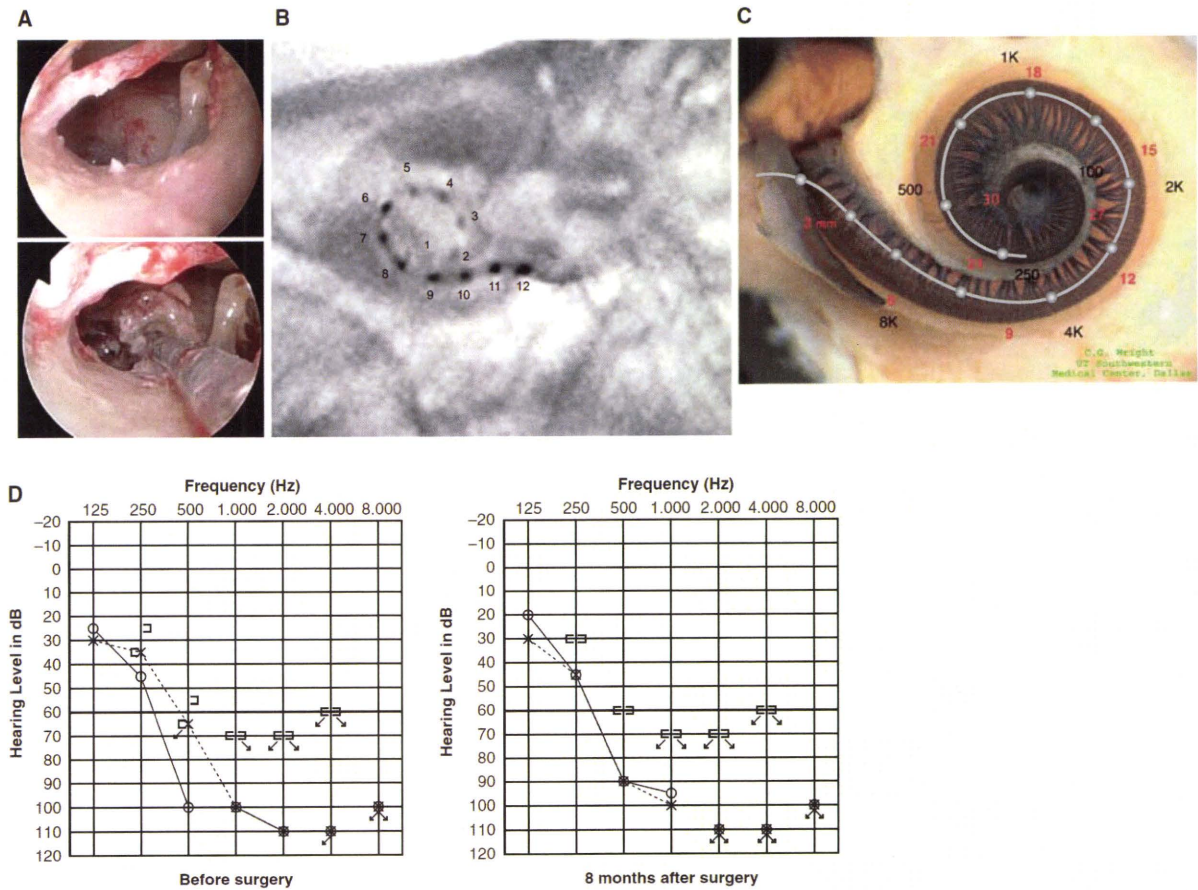 A
B
C
5
4
6
3
7
1
2
8
9
10
11
12
1K
18
21
15
100
2K
500
30
27
3 mm
12
24
250
6
8K
9
4K
C.G. Wright
UT Southwestern
Medical Center, Dallas
D
Frequency (Hz)
125 250 500 1.000 2.000 4.000 8.000
Hearing Level in dB
–20
–10
0
10
20
30
40
50
60
70
80
90
100
110
120
Before surgery
Frequency (Hz)
125 250 500 1.000 2.000 4.000 8.000
Hearing Level in dB
–20
–10
0
10
20
30
40
50
60
70
80
90
100
110
120
8 months after surgery